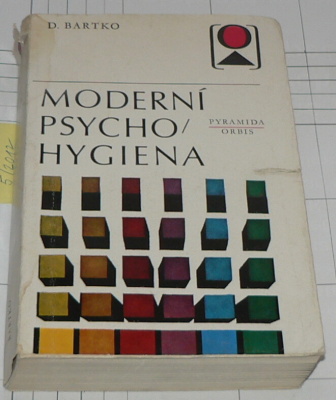 D. BARTKO
MODERNÍ
PSYCHO/
HYGIENA
PYRAMIDA
ORBIS